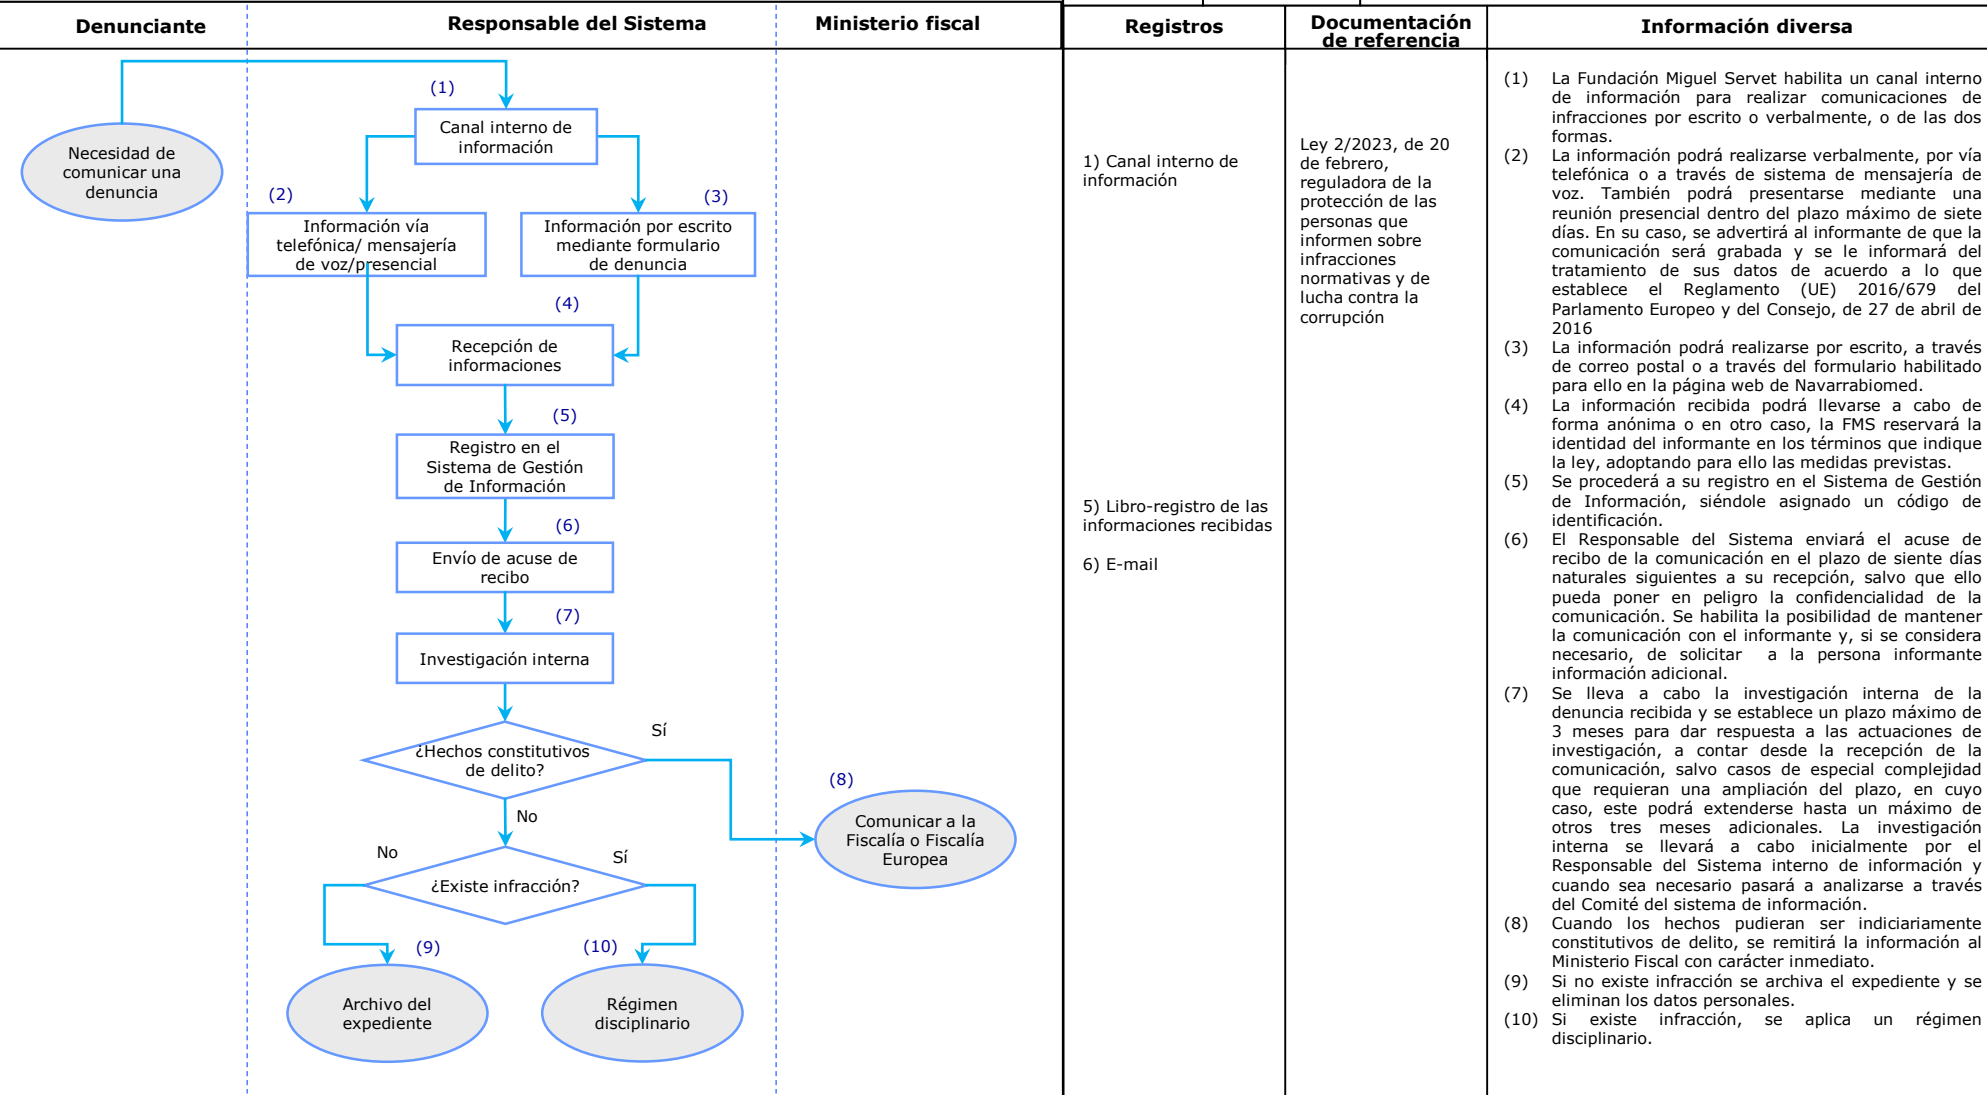 Denunciante
Responsable del Sistema
Ministerio fiscal
Registros
Documentación
de referencia
Información diversa
(1)
Canal interno de
información
Necesidad de
comunicar una
denuncia
(2)
(3)
Información vía
telefónica/ mensajería
de voz/presencial
Información por escrito
mediante formulario
de denuncia
(4)
Recepción de
informaciones
(5)
Registro en el
Sistema de Gestión
de Información
(6)
Envío de acuse de
recibo
(7)
Investigación interna
¿Hechos constitutivos
de delito?
Sí
No
(8)
Comunicar a la
Fiscalía o Fiscalía
Europea
No
Sí
¿Existe infracción?
(9)
(10)
Archivo del
expediente
Régimen
disciplinario
1) Canal interno de
información
5) Libro-registro de las
informaciones recibidas
6) E-mail
Ley 2/2023, de 20
de febrero,
reguladora de la
protección de las
personas que
informen sobre
infracciones
normativas y de
lucha contra la
corrupción
(1) La Fundación Miguel Servet habilita un canal interno
de información para realizar comunicaciones de
infracciones por escrito o verbalmente, o de las dos
formas.
(2) La información podrá realizarse verbalmente, por vía
telefónica o a través de sistema de mensajería de
voz. También podrá presentarse mediante una
reunión presencial dentro del plazo máximo de siete
días. En su caso, se advertirá al informante de que la
comunicación será grabada y se le informará del
tratamiento de sus datos de acuerdo a lo que
establece el Reglamento (UE) 2016/679 del
Parlamento Europeo y del Consejo, de 27 de abril de
2016
(3) La información podrá realizarse por escrito, a través
de correo postal o a través del formulario habilitado
para ello en la página web de Navarrabiomed.
(4) La información recibida podrá llevarse a cabo de
forma anónima o en otro caso, la FMS reservará la
identidad del informante en los términos que indique
la ley, adoptando para ello las medidas previstas.
(5) Se procederá a su registro en el Sistema de Gestión
de Información, siéndole asignado un código de
identificación.
(6) El Responsable del Sistema enviará el acuse de
recibo de la comunicación en el plazo de siente días
naturales siguientes a su recepción, salvo que ello
pueda poner en peligro la confidencialidad de la
comunicación. Se habilita la posibilidad de mantener
la comunicación con el informante y, si se considera
necesario, de solicitar a la persona informante
información adicional.
(7) Se lleva a cabo la investigación interna de la
denuncia recibida y se establece un plazo máximo de
3 meses para dar respuesta a las actuaciones de
investigación, a contar desde la recepción de la
comunicación, salvo casos de especial complejidad
que requieran una ampliación del plazo, en cuyo
caso, este podrá extenderse hasta un máximo de
otros tres meses adicionales. La investigación
interna se llevará a cabo inicialmente por el
Responsable del Sistema interno de información y
cuando sea necesario pasará a analizarse a través
del Comité del sistema de información.
(8) Cuando los hechos pudieran ser indiciariamente
constitutivos de delito, se remitirá la información al
Ministerio Fiscal con carácter inmediato.
(9) Si no existe infracción se archiva el expediente y se
eliminan los datos personales.
(10) Si existe infracción, se aplica un régimen
disciplinario.